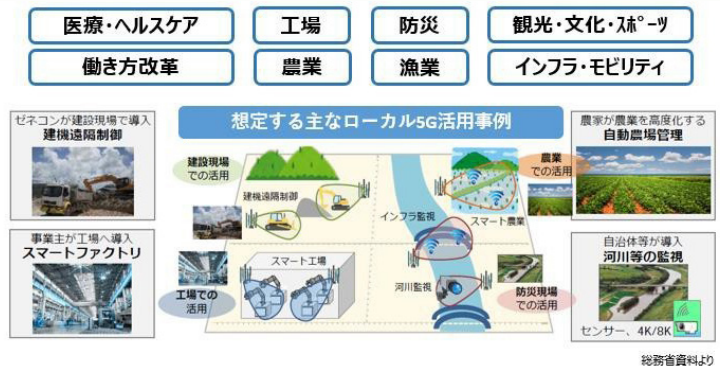 医療・ヘルスケア
工場
防災
観光・文化・スポーツ
働き方改革
農業
漁業
インフラ・モビリティ
想定する主なローカル5G活用事例
ゼネコンが建設現場で導入
建機遠隔制御
事業主が工場へ導入
スマートファクトリ
建設現場
での活用
建機遠隔制御
農業
での活用
インフラ監視
スマート農業
スマート工場
工場での
活用
河川監視
防災現場
での活用
農家が農業を高度化する
自動農場管理
自治体等が導入
河川等の監視
センサー、4K/8K
総務省資料より